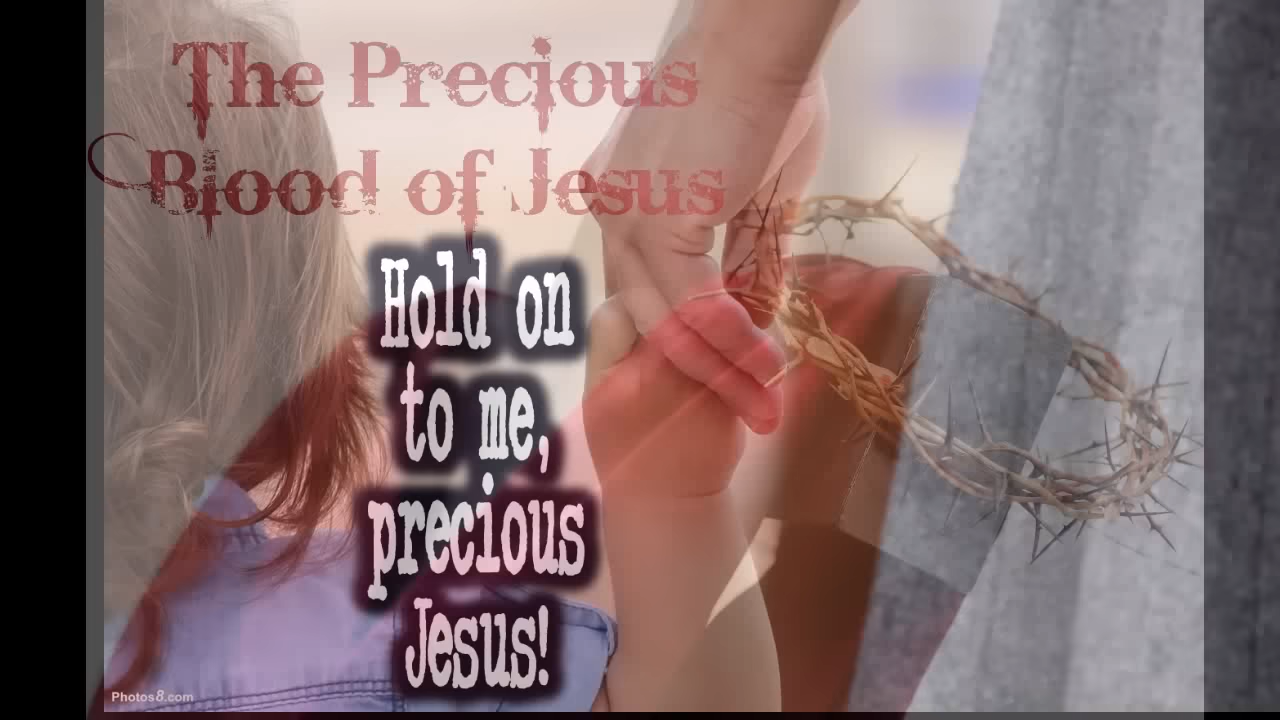 The Precious
Blood of Jesus
Hold on
to me,
precious
Jesus!
Photos8.com